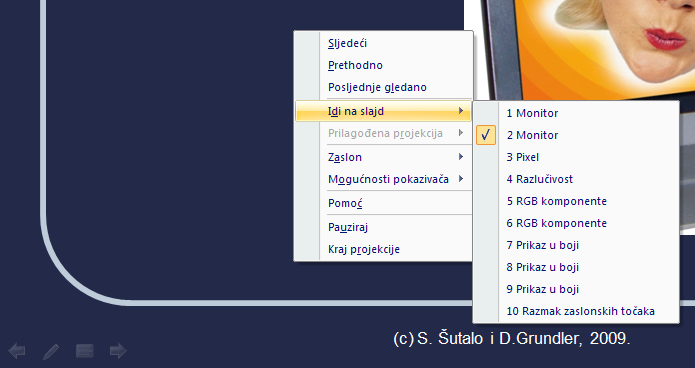 Sljedeći
Prethodno
Posljednje gledano
Idi na slajd
Prilagođena projekcija
Zaslon
Mogućnosti pokazivača
Pomoć
Pauziraj
Kraj projekcije
1 Monitor
2 Monitor
3 Pixel
4 Razlučivost
5 RGB komponente
6 RGB komponente
7 Prikaz u boji
8 Prikaz u boji
9 Prikaz u boji
10 Razmak zaslonskih točaka
(c) S. Šutalo i D.Grundler, 2009.